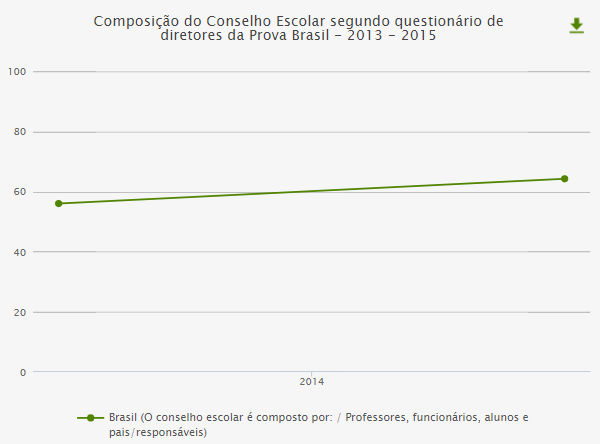 Composição do Conselho Escolar segundo questionário de
diretores da Prova Brasil - 2013 - 2015
100
80
60
40
20
0
2014
Brasil (O conselho escolar é composto por: / Professores, funcionários, alunos e
pais/responsáveis)